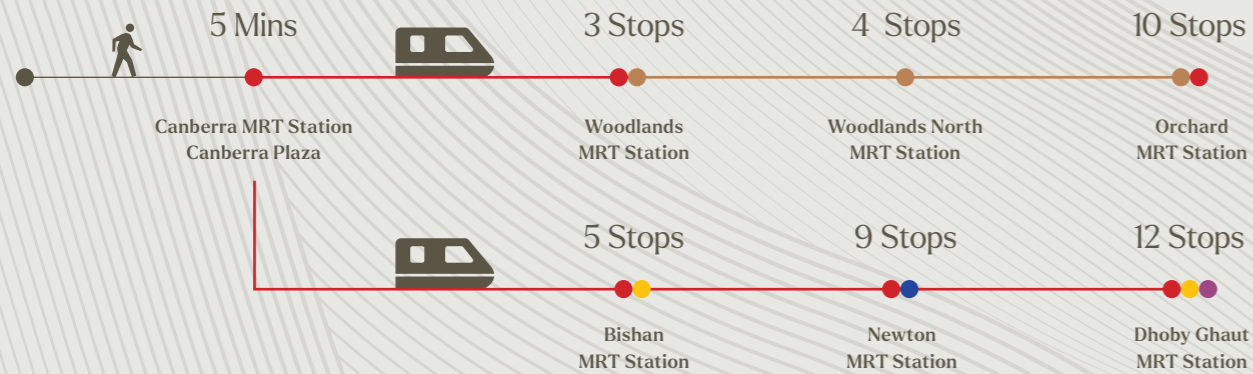 5 Mins
3 Stops
4 Stops
10 Stops
Canberra MRT Station
Canberra Plaza
Woodlands
MRT Station
Woodlands North
MRT Station
Orchard
MRT Station
5 Stops
9 Stops
12 Stops
Bishan
MRT Station
Newton
MRT Station
Dhoby Ghaut
MRT Station